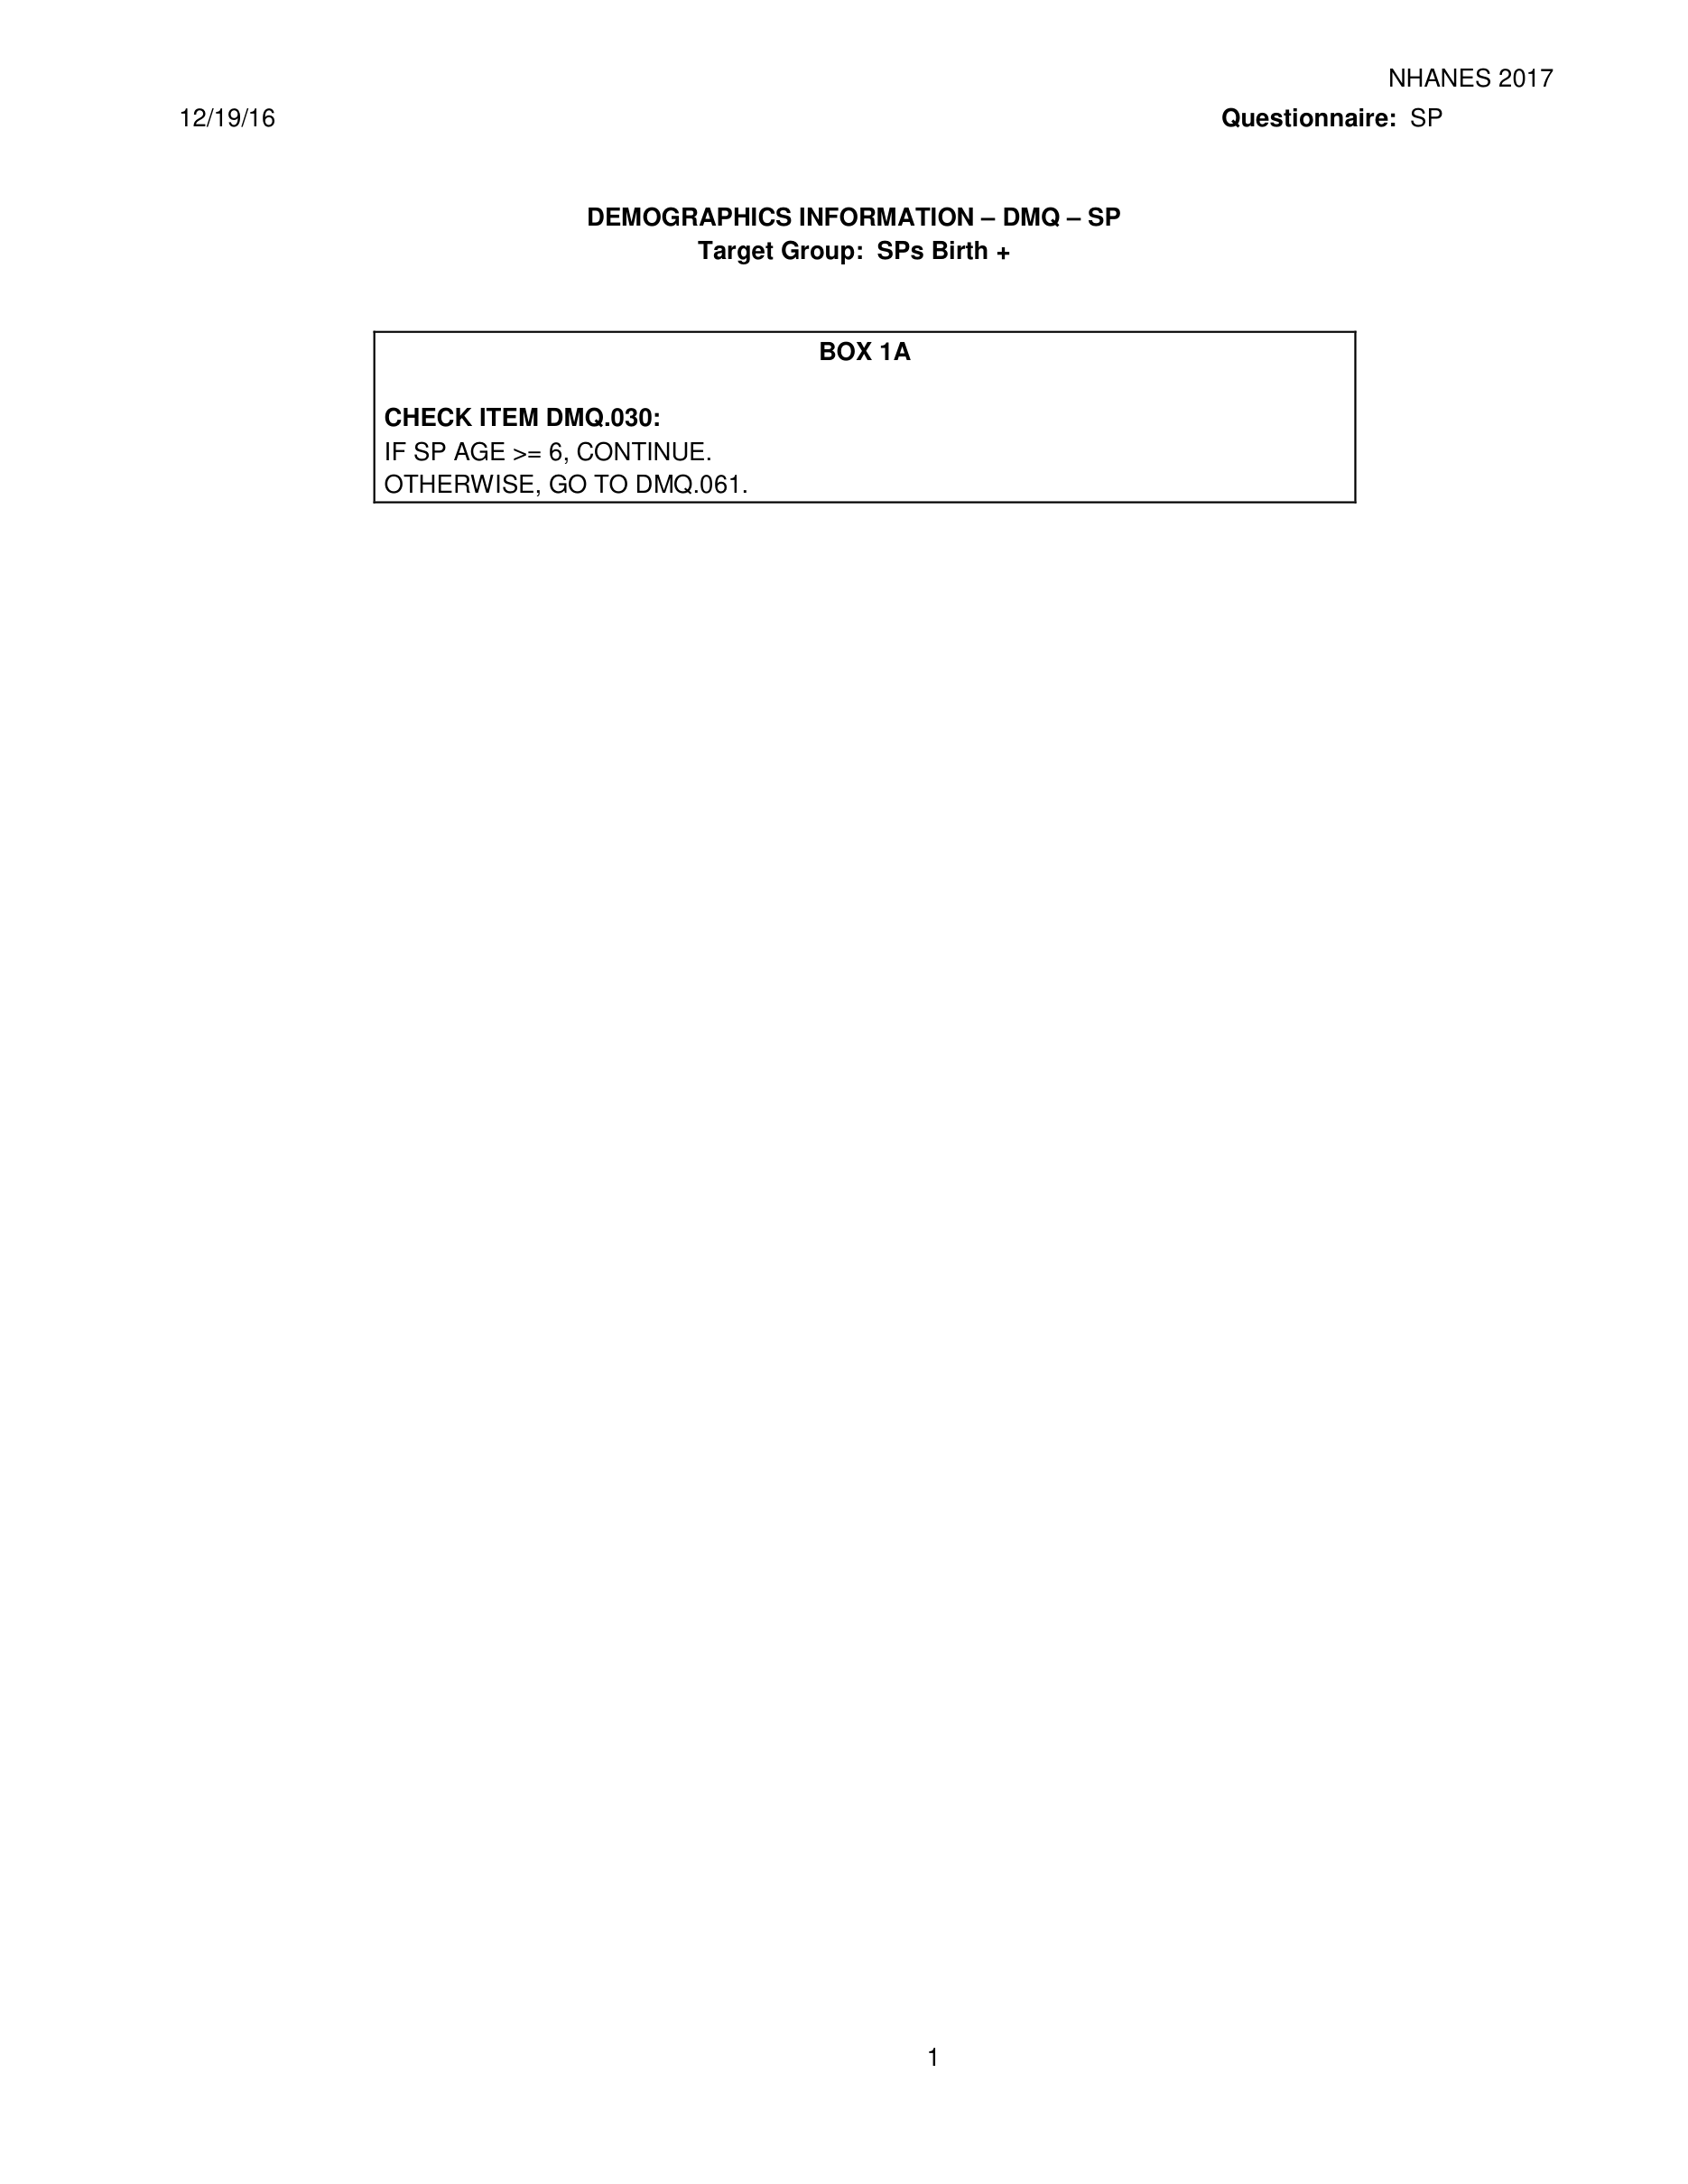 NHANES 2017
12/19/16 Questionnaire: SP
DEMOGRAPHICS INFORMATION – DMQ – SP
Target Group: SPs Birth +
BOX 1A
CHECK ITEM DMQ.030:
IF SP AGE >= 6, CONTINUE.
OTHERWISE, GO TO DMQ.061.
1